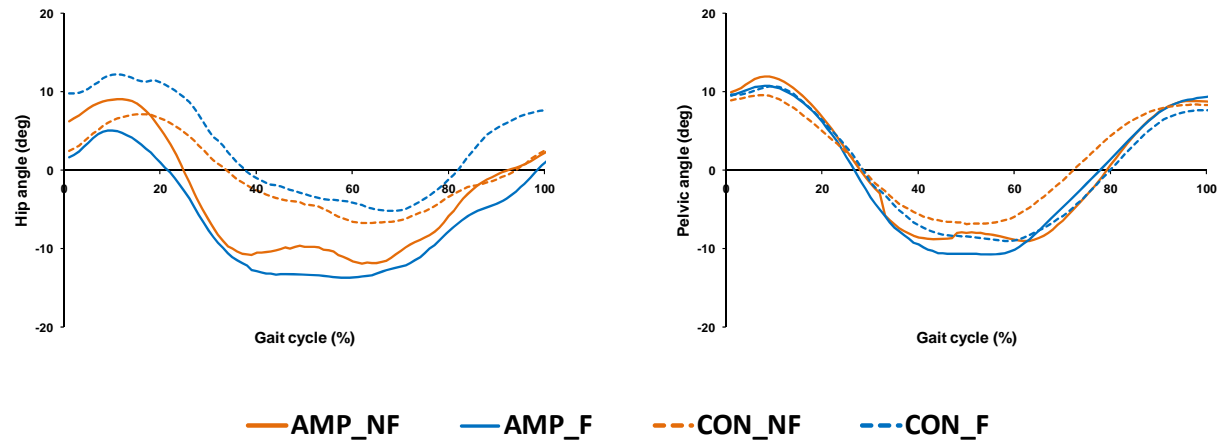 20
10
0
-10
-20
0 20 40 60 80 100
Hip angle (deg)
Gait cycle (%)
20
10
0
-10
-20
0 20 40 60 80 100
Pelvic angle (deg)
Gait cycle (%)
AMP_NF AMP_F CON_NF CON_F